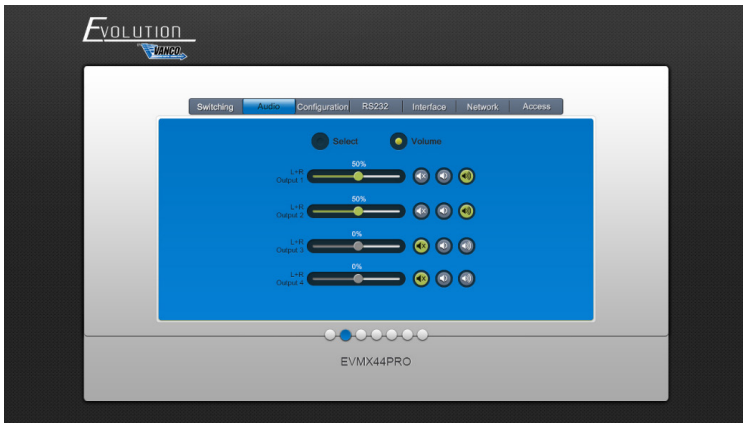 EVOLUTION
VANCO
Switching Audio Configuration RS232 Interface Network Access
Select Volume
50%
L+R
Output 1
50%
L+R
Output 2
0%
L+R
Output 3
0%
L+R
Output 4
EVMX44PRO